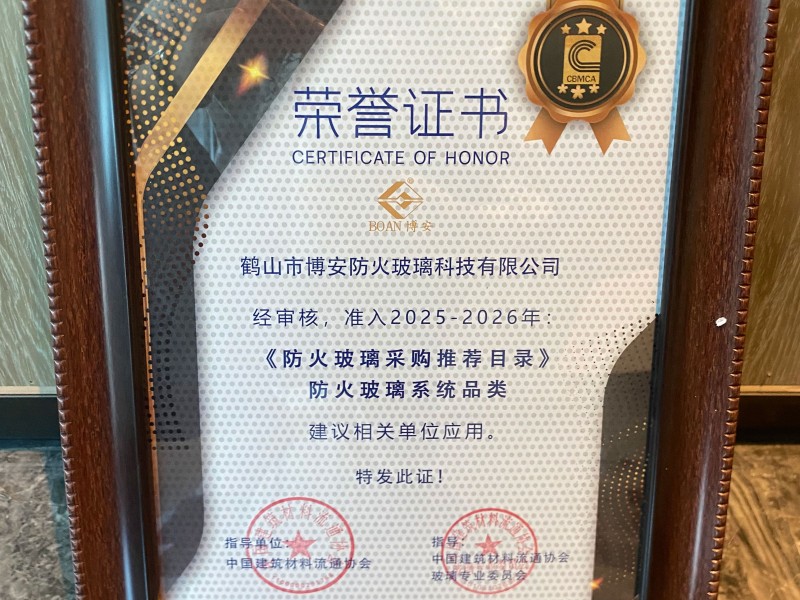 CBMCA
荣誉证书
CERTIFICATE OF HONOR
®
BOAN 博安
鹤山市博安防火玻璃科技有限公司
经审核，准入2025-2026年：
《防火玻璃采购推荐目录》
防火玻璃系统品类
建议相关单位应用。
特发此证！
指导单位：
中国建筑材料流通协会
指导：
中国建筑材料流通协会
玻璃专业委员会